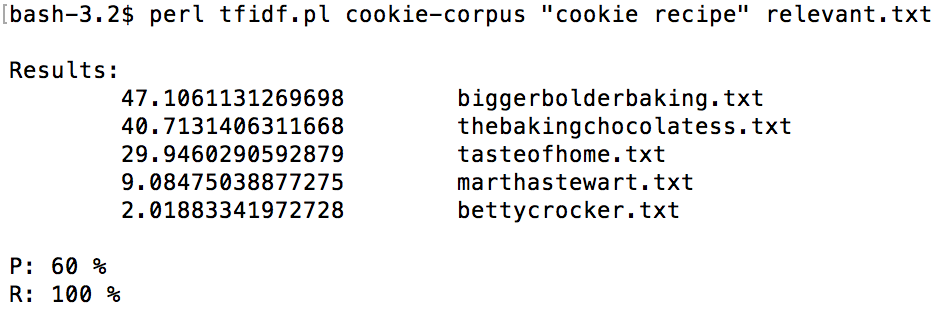 [bash-3.2$ perl tfidf.pl cookie-corpus "cookie recipe" relevant.txt
Results:
47.1061131269698 biggerbolderbaking.txt
40.7131406311668 thebakingchocolatess.txt
29.9460290592879 tasteofhome.txt
9.08475038877275 marthastewart.txt
2.01883341972728 bettycrocker.txt
P: 60 %
R: 100 %